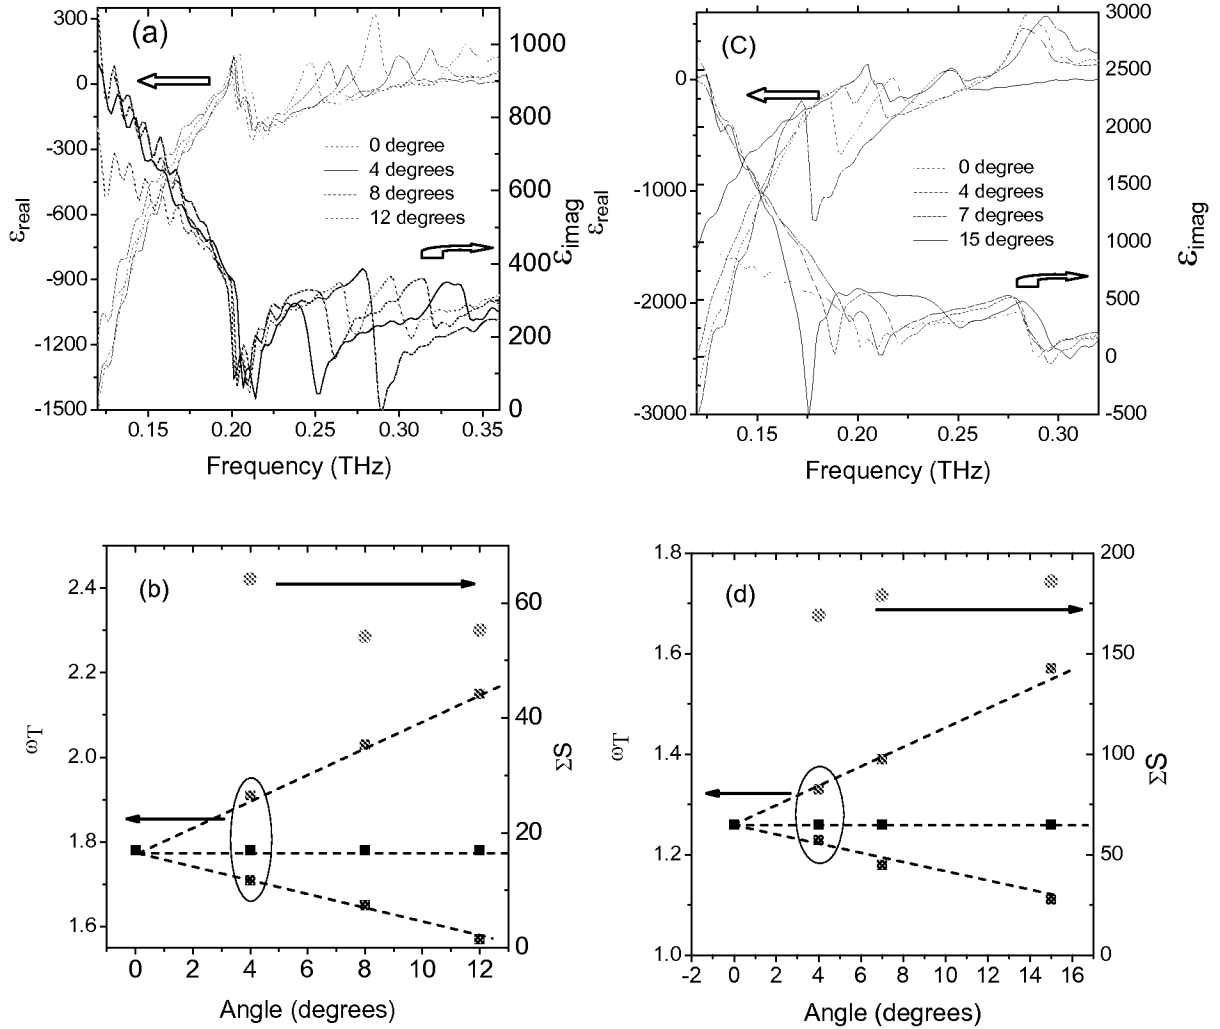 (a)
300
0
-300
-600
-900
-1200
-1500
εreal
1000
800
600
400
200
0
εimag
0 degree
4 degrees
8 degrees
12 degrees
0.15 0.20 0.25 0.30 0.35
Frequency (THz)
(C)
0
-1000
-2000
-3000
εreal
3000
2500
2000
1500
1000
500
0
-500
εimag
0 degree
4 degrees
7 degrees
15 degrees
0.15 0.20 0.25 0.30
Frequency (THz)
(b)
2.4
2.2
2.0
1.8
1.6
ωT
60
40
20
0
ΣS
0 2 4 6 8 10 12
Angle (degrees)
(d)
1.8
1.6
1.4
1.2
1.0
ωT
200
150
100
50
0
ΣS
-2 0 2 4 6 8 10 12 14 16
Angle (degrees)